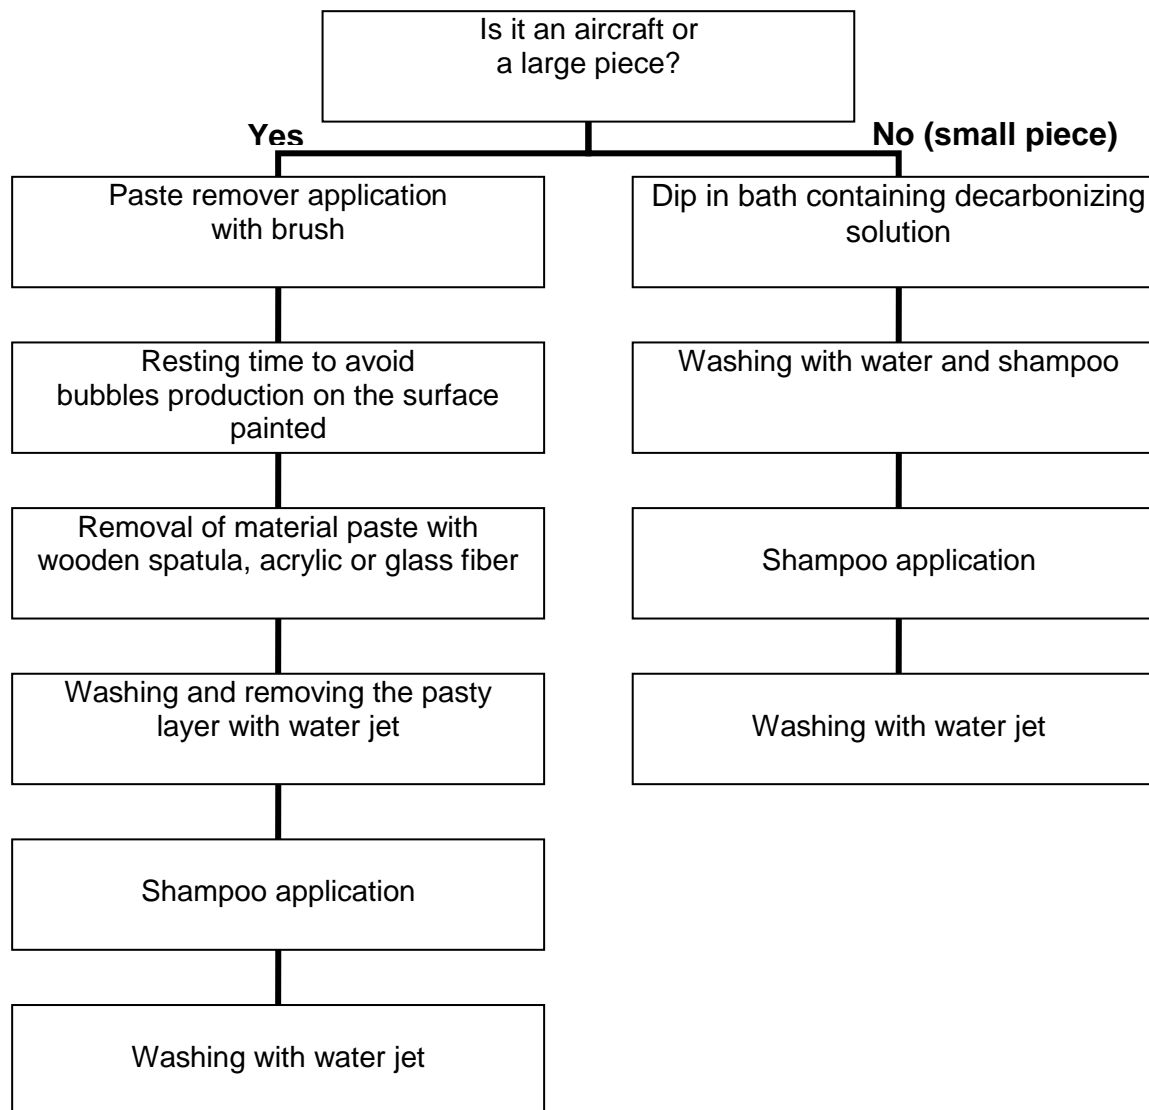 Is it an aircraft or
a large piece?
Yes
No (small piece)
Paste remover application
with brush
Dip in bath containing decarbonizing
solution
Resting time to avoid
bubbles production on the surface
painted
Washing with water and shampoo
Removal of material paste with
wooden spatula, acrylic or glass fiber
Shampoo application
Washing and removing the pasty
layer with water jet
Washing with water jet
Shampoo application
Washing with water jet